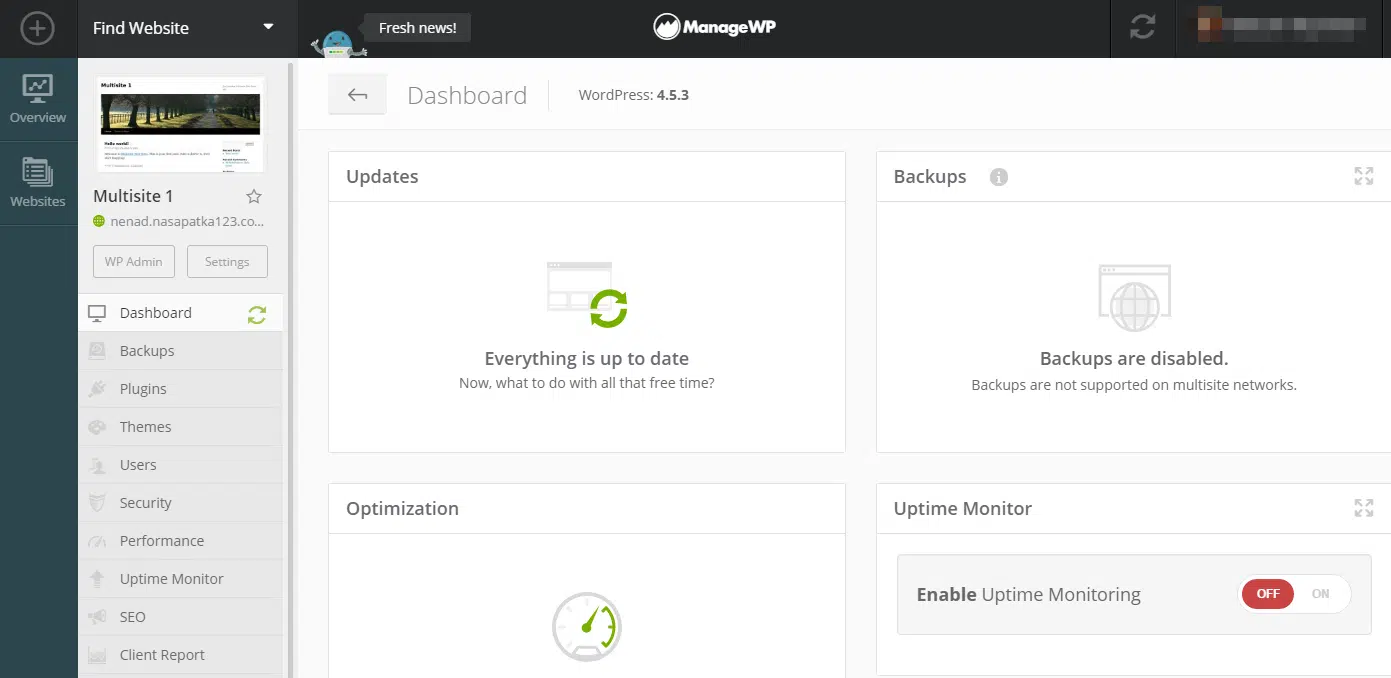 Find Website
Fresh news!
ManageWP
Overview
Websites
Multisite 1
Hello world!
Multisite 1
nenad.nasapatka123.co...
WP Admin
Settings
Dashboard
Backups
Plugins
Themes
Users
Security
Performance
Uptime Monitor
SEO
Client Report
Dashboard
WordPress: 4.5.3
Updates
Everything is up to date
Now, what to do with all that free time?
Backups
Backups are disabled.
Backups are not supported on multisite networks.
Optimization
Uptime Monitor
Enable Uptime Monitoring
OFF
ON